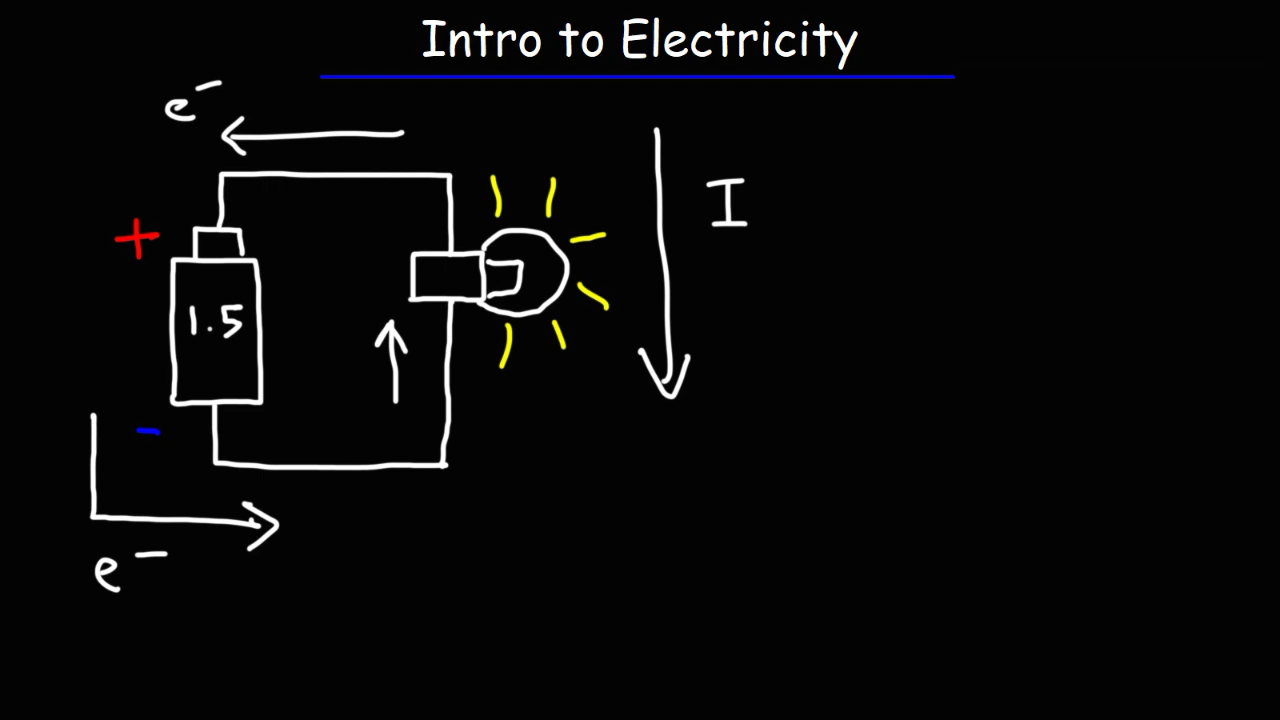 Intro to Electricity
e⁻
I
+
1.5
-
e⁻